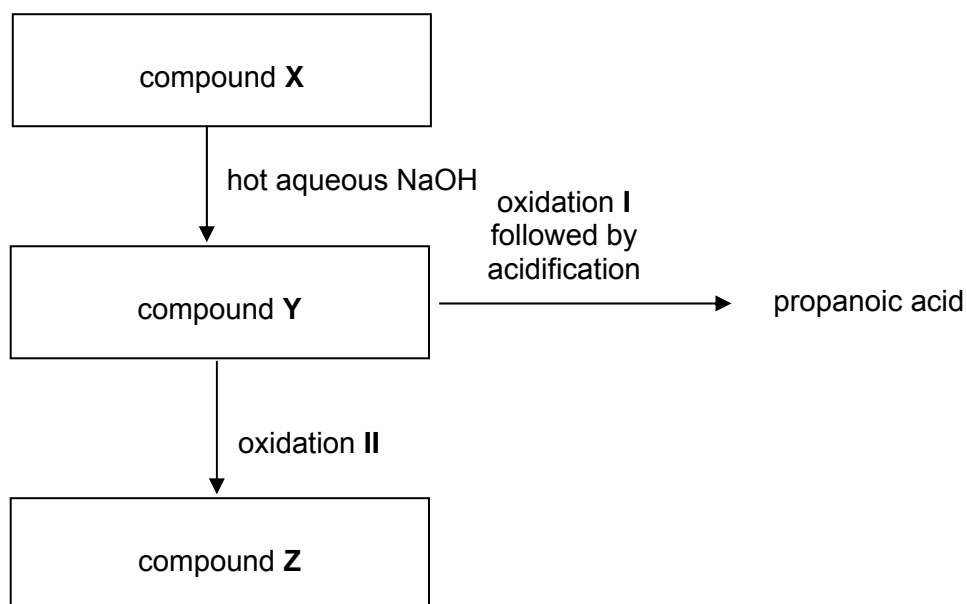 compound X
hot aqueous NaOH
oxidation I
followed by
acidification
compound Y
propanoic acid
oxidation II
compound Z